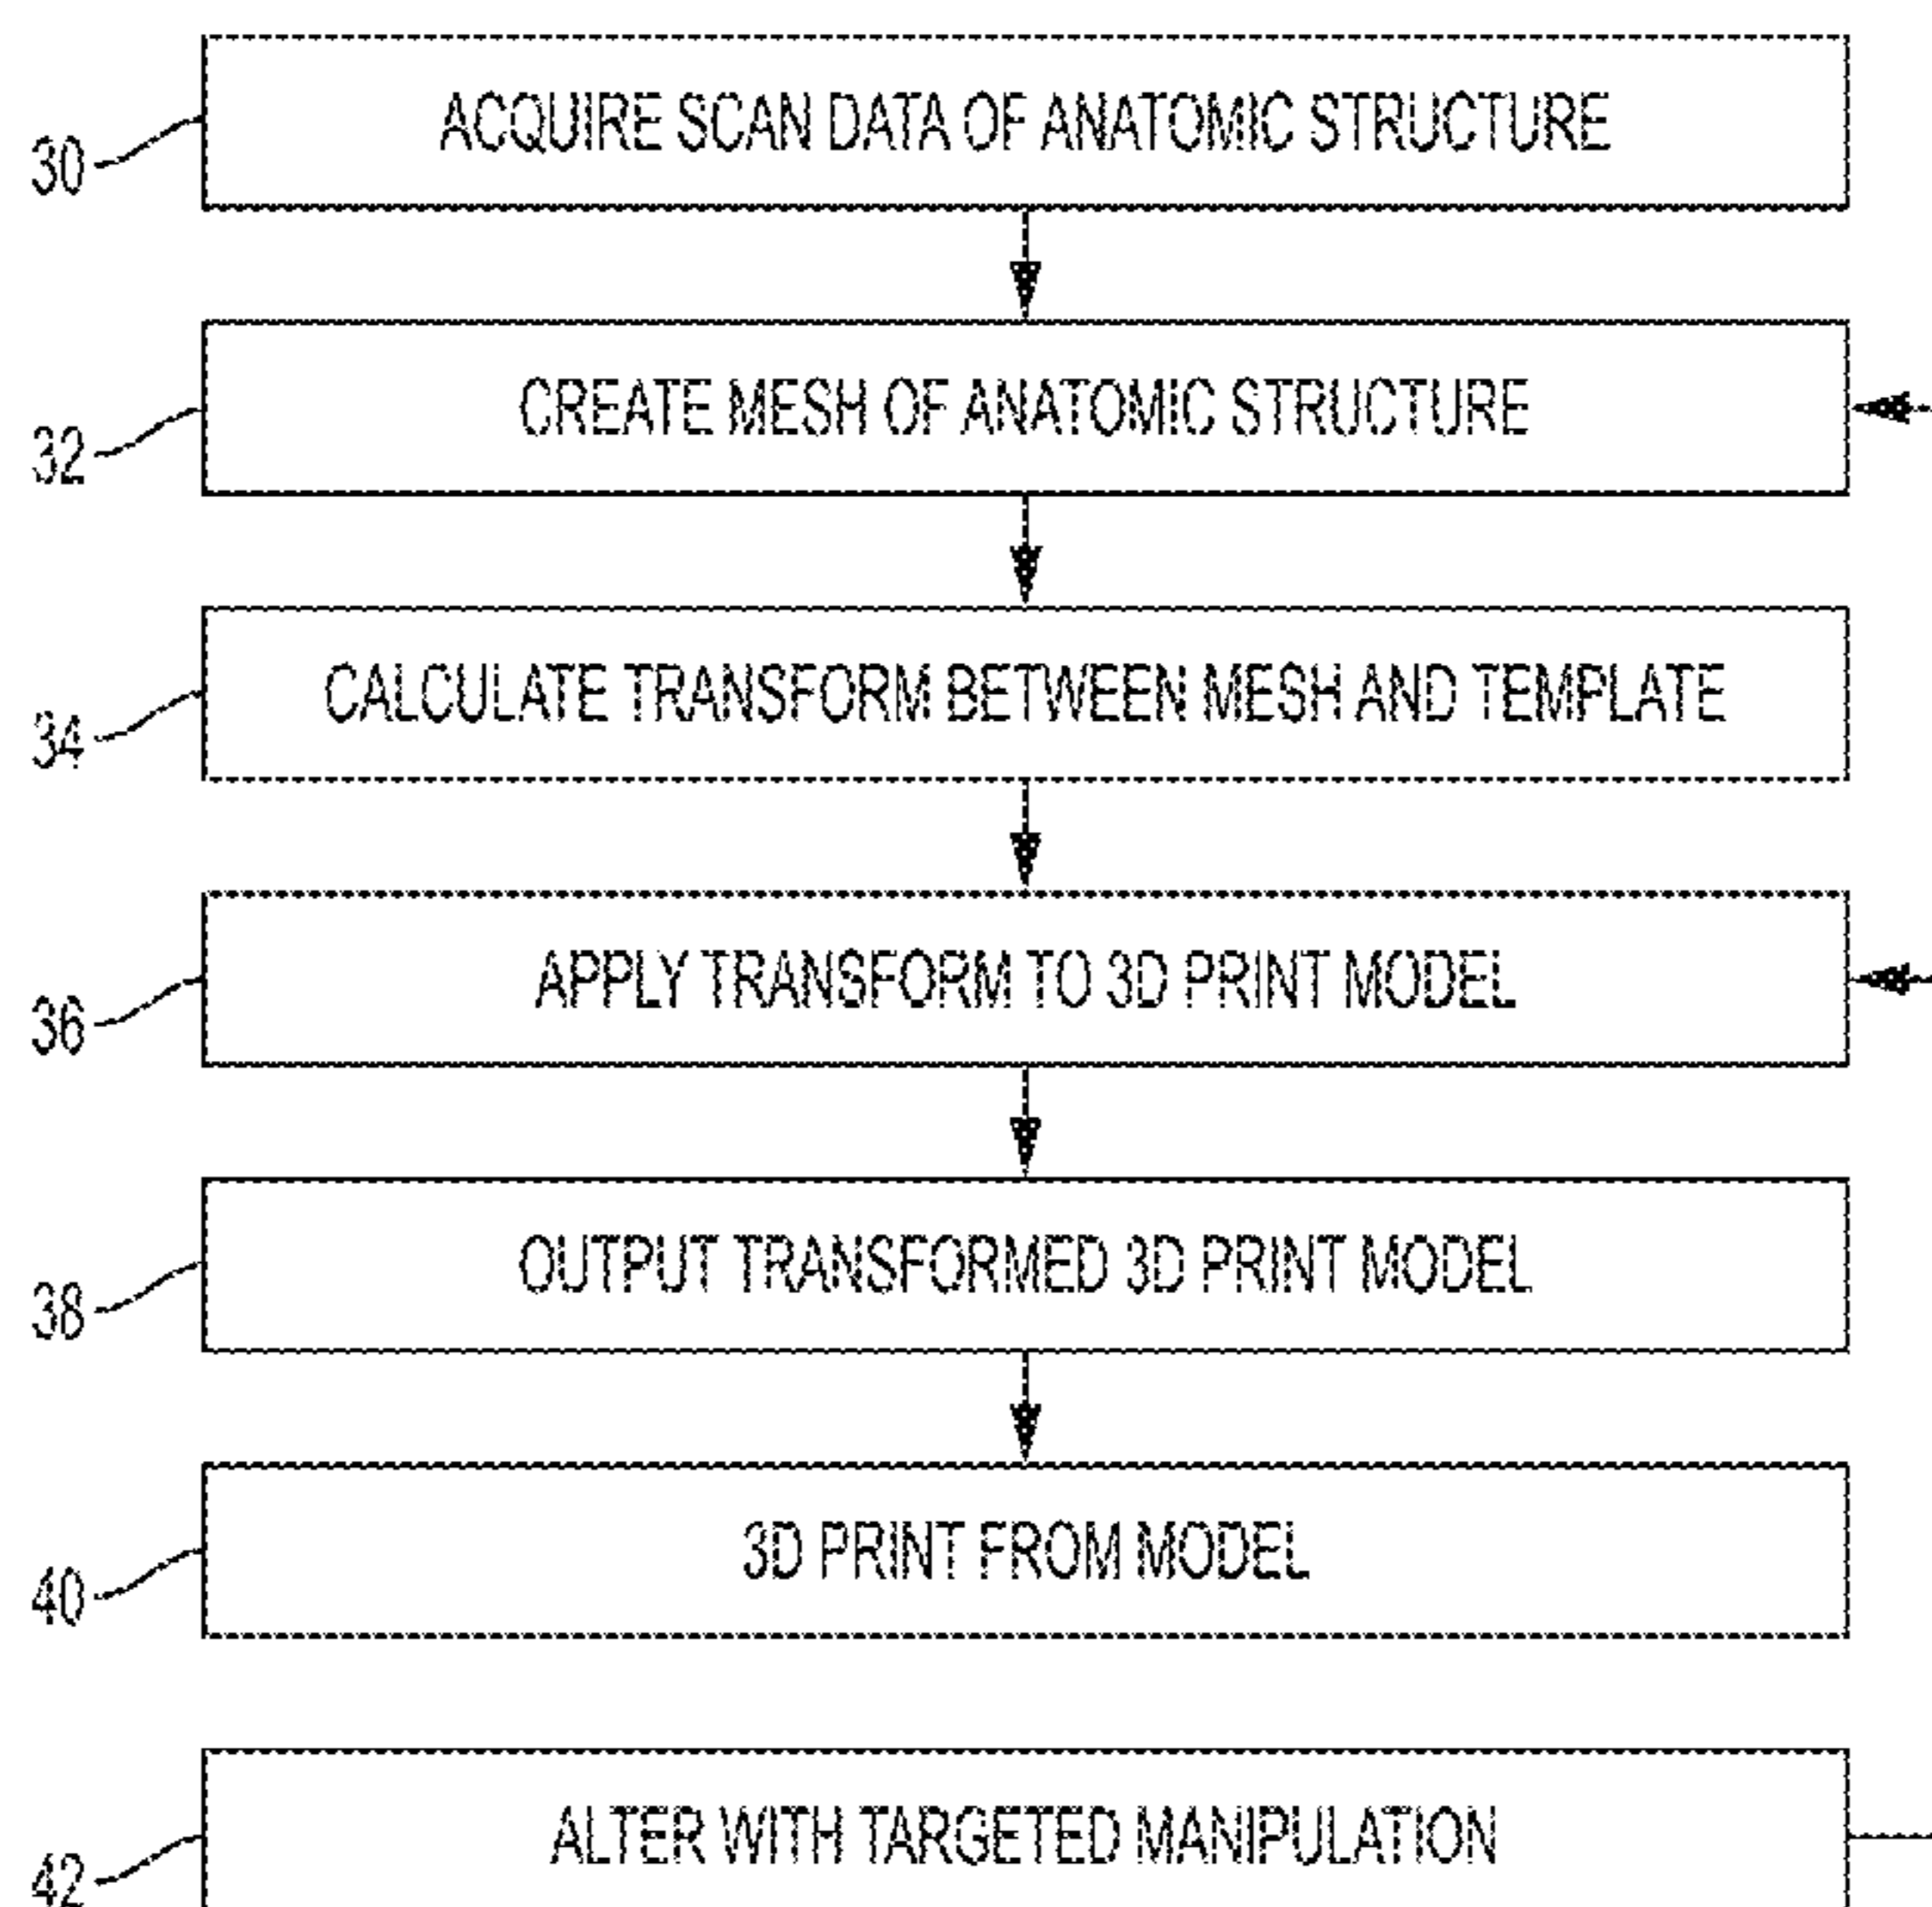 ACQUIRE SCAN DATA OF ANATOMIC STRUCTURE
30
CREATE MESH OF ANATOMIC STRUCTURE
32
CALCULATE TRANSFORM BETWEEN MESH AND TEMPLATE
34
APPLY TRANSFORM TO 3D PRINT MODEL
36
OUTPUT TRANSFORMED 3D PRINT MODEL
38
3D PRINT FROM MODEL
40
ALTER WITH TARGETED MANIPULATION
42